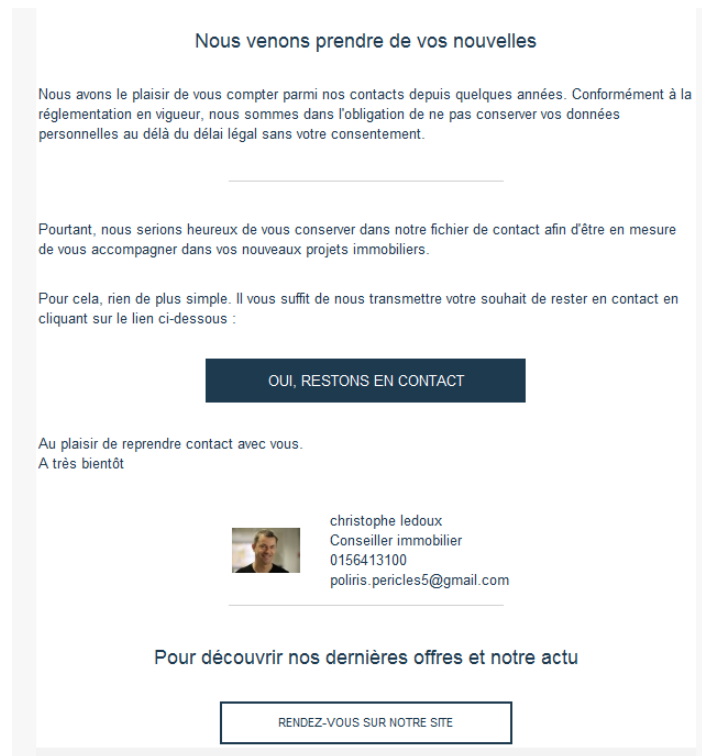 Nous venons prendre de vos nouvelles
Nous avons le plaisir de vous compter parmi nos contacts depuis quelques années. Conformément à la
réglementation en vigueur, nous sommes dans l'obligation de ne pas conserver vos données
personnelles au délà du délai légal sans votre consentement.
Pourtant, nous serions heureux de vous conserver dans notre fichier de contact afin d'être en mesure
de vous accompagner dans vos nouveaux projets immobiliers.
Pour cela, rien de plus simple. Il vous suffit de nous transmettre votre souhait de rester en contact en
cliquant sur le lien ci-dessous :
OUI, RESTONS EN CONTACT
Au plaisir de reprendre contact avec vous.
A très bientôt
christophe ledoux
Conseiller immobilier
0156413100
poliris.pericles5@gmail.com
Pour découvrir nos dernières offres et notre actu
RENDEZ-VOUS SUR NOTRE SITE